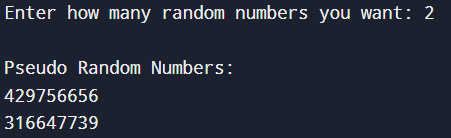 Enter how many random numbers you want: 2
Pseudo Random Numbers:
429756656
316647739